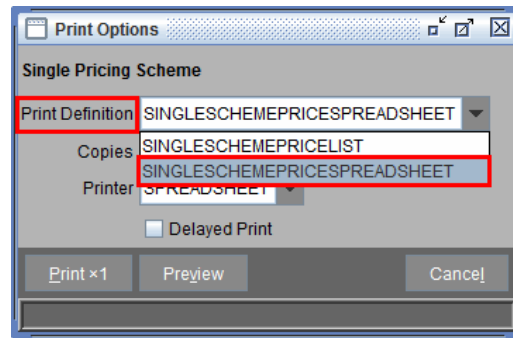 Print Options
Single Pricing Scheme
Print Definition SINGLESCHEMEPRICESPREADSHEET
Copies SINGLESCHEMEPRICELIST
SINGLESCHEMEPRICESPREADSHEET
Printer SPREADSHEET
Delayed Print
Print ×1 Preview Cancel